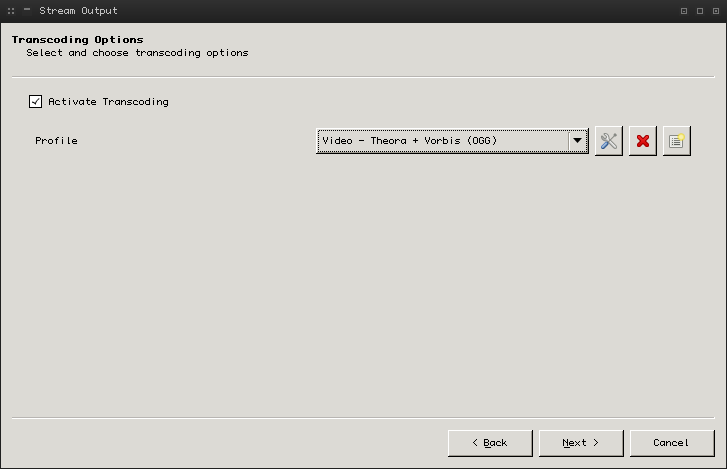 Stream Output
Transcoding Options
Select and choose transcoding options
Activate Transcoding
Profile
Video - Theora + Vorbis (OGG)
< Back
Next >
Cancel